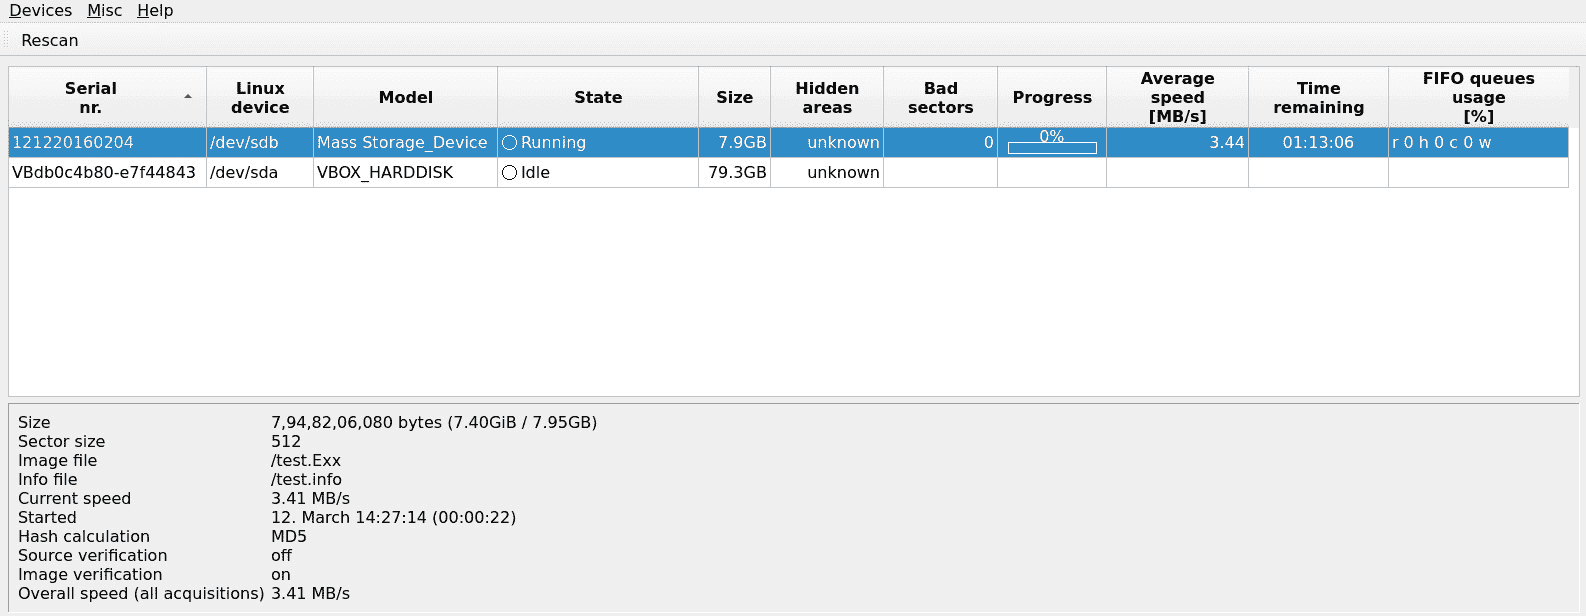 Devices Misc Help
Rescan
Serial nr. Linux device Model State Size Hidden areas Bad sectors Progress Average speed [MB/s] Time remaining FIFO queues usage [%]
121220160204 /dev/sdb Mass Storage_Device Running 7.9GB unknown 0 0% 3.44 01:13:06 r 0 h 0 c 0 w
VBdb0c4b80-e7f44843 /dev/sda VBOX_HARDDISK Idle 79.3GB unknown
Size 7,94,82,06,080 bytes (7.40GiB / 7.95GB)
Sector size 512
Image file /test.Exx
Info file /test.info
Current speed 3.41 MB/s
Started 12. March 14:27:14 (00:00:22)
Hash calculation MD5
Source verification off
Image verification on
Overall speed (all acquisitions) 3.41 MB/s